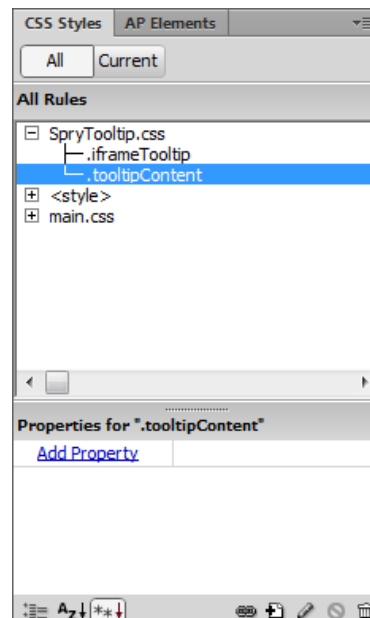 CSS Styles AP Elements
All Current
All Rules
SpryTooltip.css
.iframeTooltip
.tooltipContent
<style>
main.css
Properties for ".tooltipContent"
Add Property
AZ **